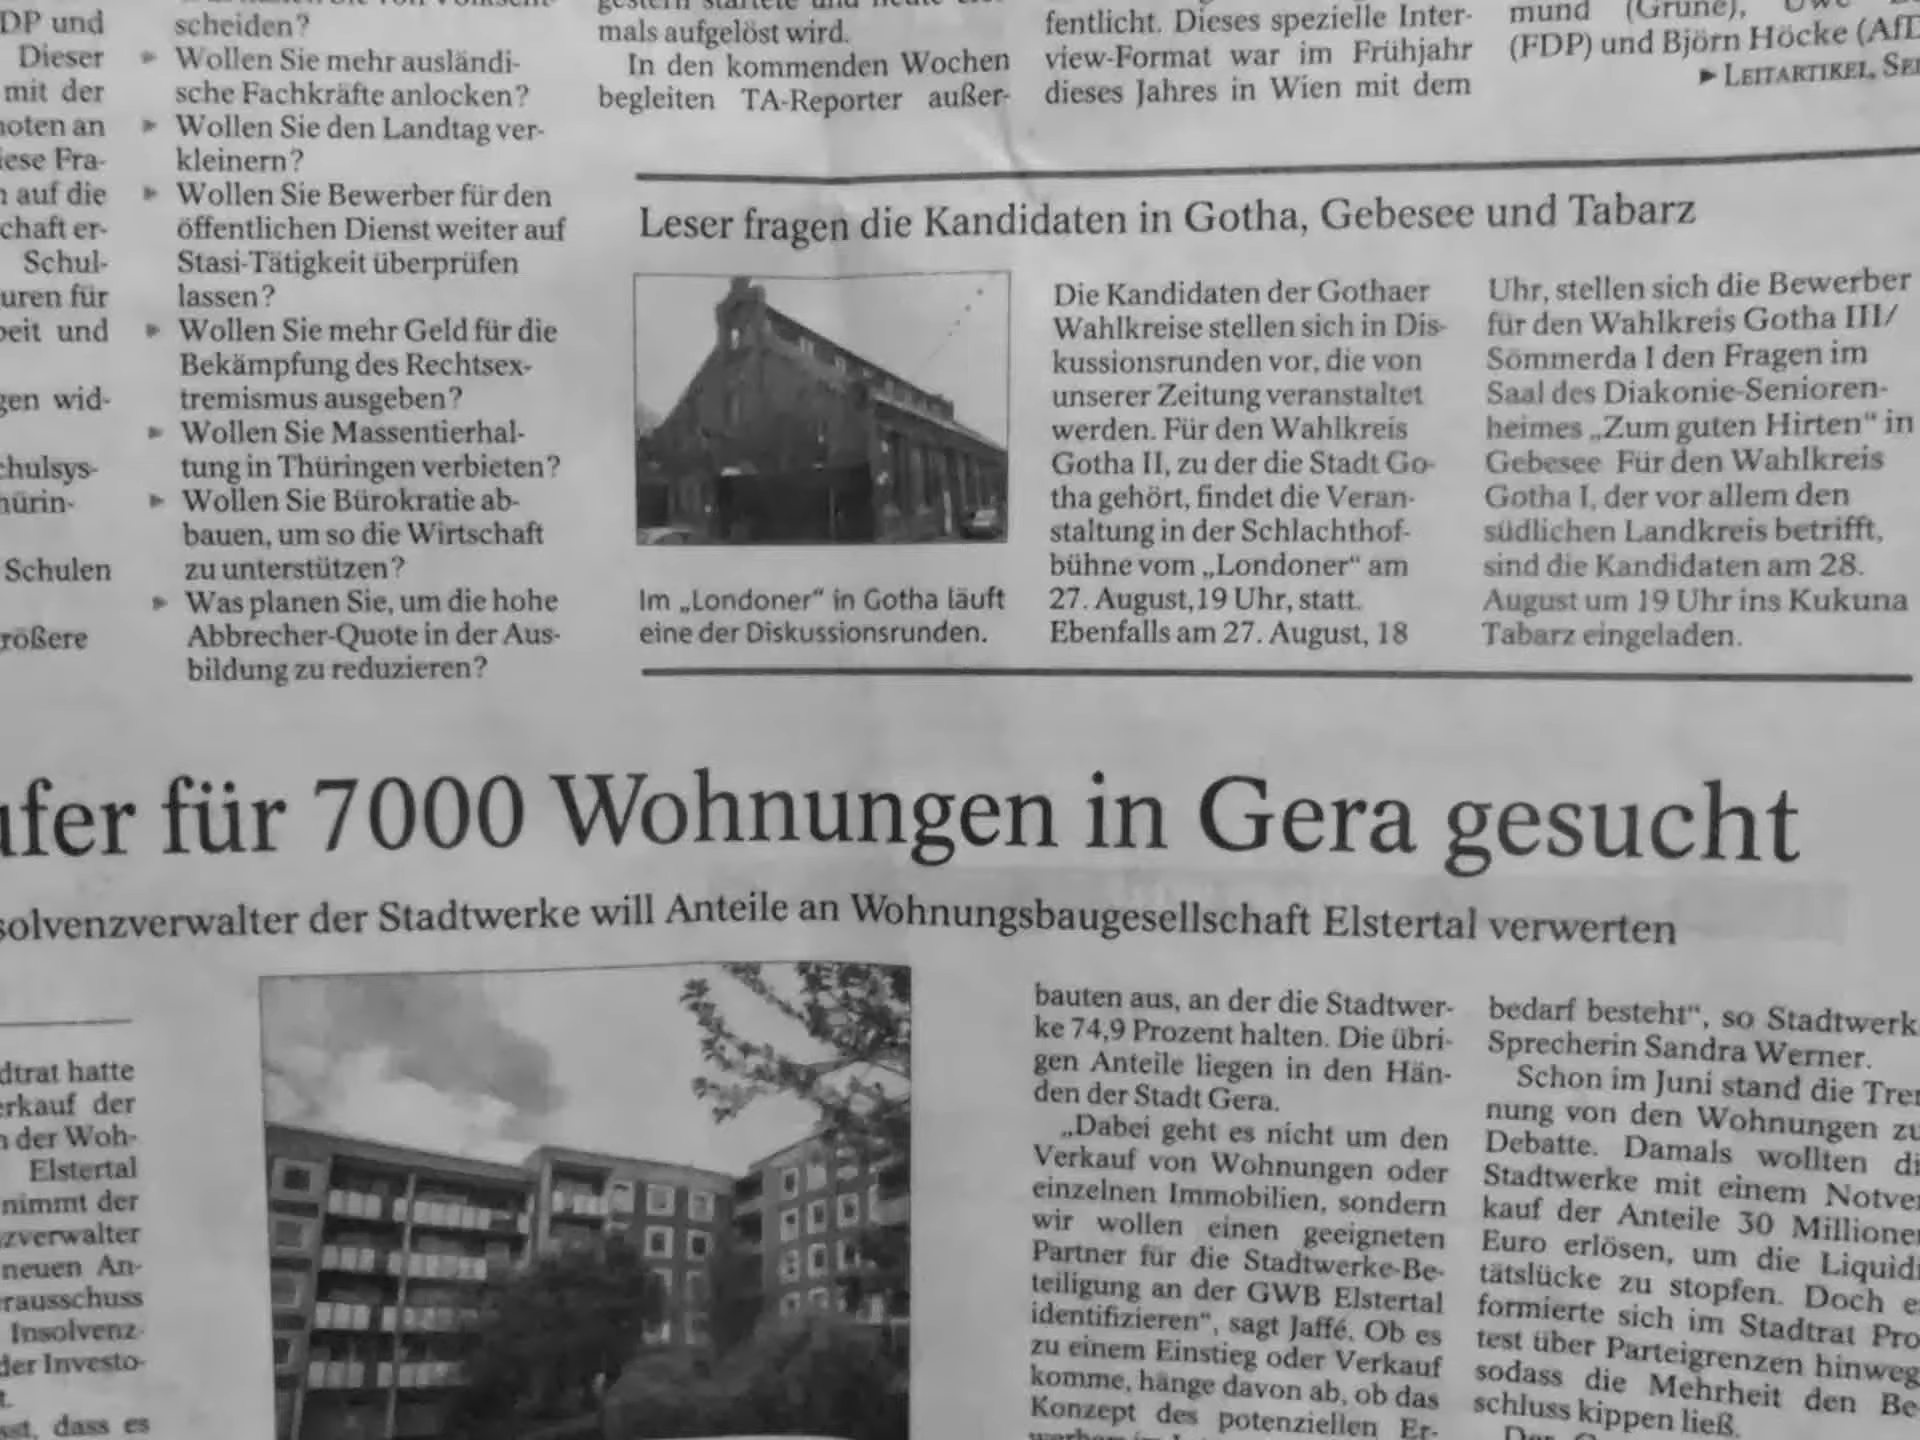 DP und
Dieser
mit der
noten an
iese Fra-
n auf die
chaft er-
Schul-
uren für
beit und
gen wid-
chulsys-
hürin-
Schulen
rößere
scheiden?
▸ Wollen Sie mehr ausländi-
sche Fachkräfte anlocken?
▸ Wollen Sie den Landtag ver-
kleinern?
▸ Wollen Sie Bewerber für den
öffentlichen Dienst weiter auf
Stasi-Tätigkeit überprüfen
lassen?
▸ Wollen Sie mehr Geld für die
Bekämpfung des Rechtsex-
tremismus ausgeben?
▸ Wollen Sie Massentierhal-
tung in Thüringen verbieten?
▸ Wollen Sie Bürokratie ab-
bauen, um so die Wirtschaft
zu unterstützen?
▸ Was planen Sie, um die hohe
Abbrecher-Quote in der Aus-
bildung zu reduzieren?
mals aufgelöst wird.
In den kommenden Wochen
begleiten TA-Reporter außer-
fentlicht. Dieses spezielle Inter-
view-Format war im Frühjahr
dieses Jahres in Wien mit dem
mund (Grüne),
(FDP) und Björn Höcke (AfD
▸ LEITARTIKEL, SEI
Leser fragen die Kandidaten in Gotha, Gebesee und Tabarz
Im „Londoner“ in Gotha läuft
eine der Diskussionsrunden.
Die Kandidaten der Gothaer
Wahlkreise stellen sich in Dis-
kussionsrunden vor, die von
unserer Zeitung veranstaltet
werden. Für den Wahlkreis
Gotha II, zu der die Stadt Go-
tha gehört, findet die Veran-
staltung in der Schlachthof-
bühne vom „Londoner“ am
27. August, 19 Uhr, statt.
Ebenfalls am 27. August, 18
Uhr, stellen sich die Bewerber
für den Wahlkreis Gotha III/
Sömmerda I den Fragen im
Saal des Diakonie-Senioren-
heimes „Zum guten Hirten“ in
Gebesee Für den Wahlkreis
Gotha I, der vor allem den
südlichen Landkreis betrifft,
sind die Kandidaten am 28.
August um 19 Uhr ins Kukuna
Tabarz eingeladen.
ufer für 7000 Wohnungen in Gera gesucht
solvenzverwalter der Stadtwerke will Anteile an Wohnungsbaugesellschaft Elstertal verwerten
dtrat hatte
erkauf der
n der Woh-
Elstertal
nimmt der
zverwalter
neuen An-
rausschuss
Insolvenz-
der Investo-
t.
sst, dass es
bauten aus, an der die Stadtwer-
ke 74,9 Prozent halten. Die übri-
gen Anteile liegen in den Hän-
den der Stadt Gera.
„Dabei geht es nicht um den
Verkauf von Wohnungen oder
einzelnen Immobilien, sondern
wir wollen einen geeigneten
Partner für die Stadtwerke-Be-
teiligung an der GWB Elstertal
identifizieren“, sagt Jaffé. Ob es
zu einem Einstieg oder Verkauf
komme, hänge davon ab, ob das
Konzept des potenziellen Er-
bedarf besteht“, so Stadtwerk
Sprecherin Sandra Werner.
Schon im Juni stand die Tren
nung von den Wohnungen zu
Debatte. Damals wollten di
Stadtwerke mit einem Notver
kauf der Anteile 30 Millionen
Euro erlösen, um die Liquidi
tätslücke zu stopfen. Doch e
formierte sich im Stadtrat Pro
test über Parteigrenzen hinweg
sodass die Mehrheit den Be-
schluss kippen ließ.